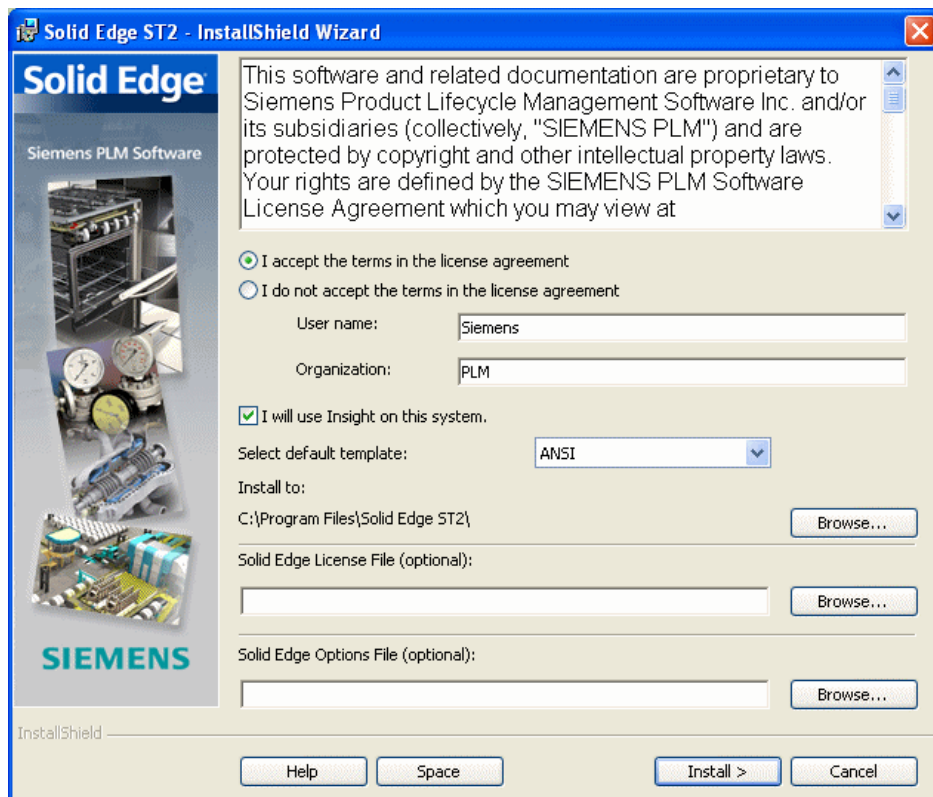 Solid Edge ST2 - InstallShield Wizard
Solid Edge
Siemens PLM Software
SIEMENS
This software and related documentation are proprietary to
Siemens Product Lifecycle Management Software Inc. and/or
its subsidiaries (collectively, "SIEMENS PLM") and are
protected by copyright and other intellectual property laws.
Your rights are defined by the SIEMENS PLM Software
License Agreement which you may view at
I accept the terms in the license agreement
I do not accept the terms in the license agreement
User name: Siemens
Organization: PLM
I will use Insight on this system.
Select default template: ANSI
Install to:
C:\Program Files\Solid Edge ST2\ Browse...
Solid Edge License File (optional):
Browse...
Solid Edge Options File (optional):
Browse...
InstallShield
Help Space Install > Cancel